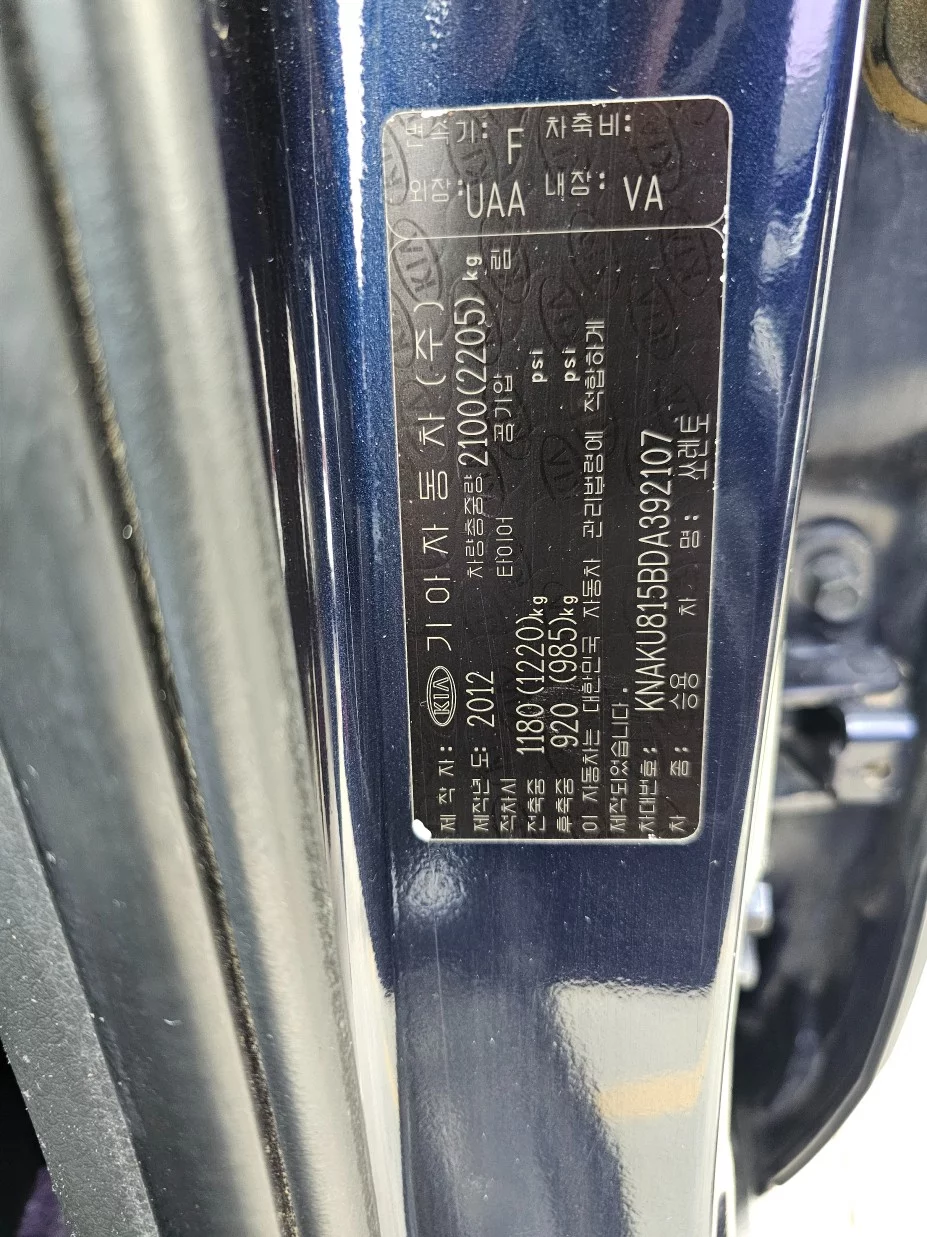 변속기: F 차축비:
외장: UAA 내장: VA
제 작 자: KIA 기아자동차(주)
제작년도: 2012 차량총중량 2100(2205) kg
적차시 타이어 공기압 림
전축중 1180(1220)kg psi
후축중 920 (985)kg psi
이 자동차는 대한민국 자동차 관리법령에 적합하게
제작되었습니다.
차대번호: KNAKU815BDA392107
차 종: 승용 차 명: 쏘렌토